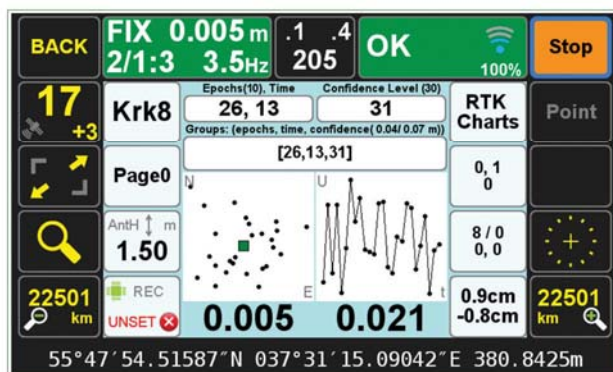 BACK
FIX 0.005 m
2/1:3 3.5Hz
.1 .4
205
OK
100%
Stop
17
+3
Krk8
Epochs(10), Time
26, 13
Confidence Level (30)
31
RTK
Charts
Point
Groups: (epochs, time, confidence( 0.04/ 0.07 m))
[26,13,31]
Page0
0, 1
0
N
E
U
t
AntH m
1.50
8 / 0
0, 0
22501
km
REC
UNSET
0.005
0.021
0.9cm
-0.8cm
22501
km
55°47′54.51587″N 037°31′15.09042″E 380.8425m